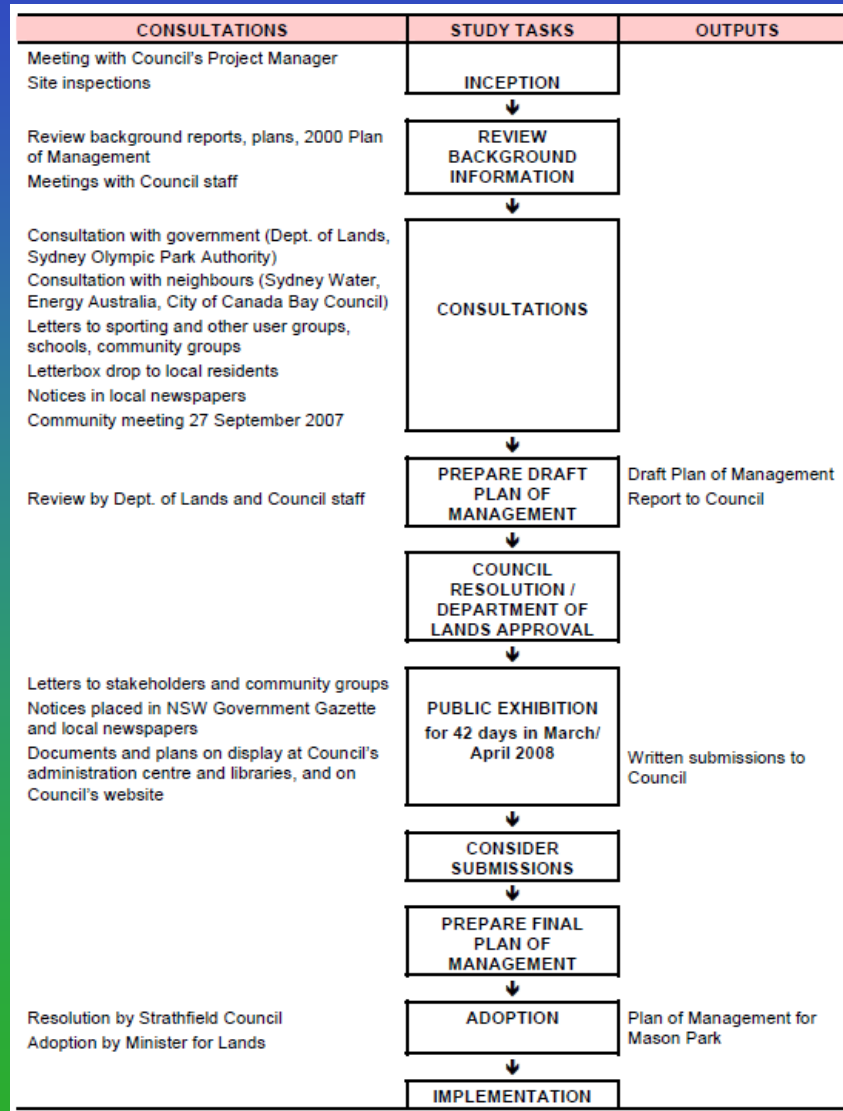 CONSULTATIONS STUDY TASKS OUTPUTS
Meeting with Council's Project Manager
Site inspections
INCEPTION
Review background reports, plans, 2000 Plan
of Management
Meetings with Council staff
REVIEW
BACKGROUND
INFORMATION
Consultation with government (Dept. of Lands,
Sydney Olympic Park Authority)
Consultation with neighbours (Sydney Water,
Energy Australia, City of Canada Bay Council)
Letters to sporting and other user groups,
schools, community groups
Letterbox drop to local residents
Notices in local newspapers
Community meeting 27 September 2007
CONSULTATIONS
Review by Dept. of Lands and Council staff
PREPARE DRAFT
PLAN OF
MANAGEMENT
Draft Plan of Management
Report to Council
COUNCIL
RESOLUTION /
DEPARTMENT OF
LANDS APPROVAL
Letters to stakeholders and community groups
Notices placed in NSW Government Gazette
and local newspapers
Documents and plans on display at Council's
administration centre and libraries, and on
Council's website
PUBLIC EXHIBITION
for 42 days in March/
April 2008
Written submissions to
Council
CONSIDER
SUBMISSIONS
PREPARE FINAL
PLAN OF
MANAGEMENT
Resolution by Strathfield Council
Adoption by Minister for Lands
ADOPTION
Plan of Management for
Mason Park
IMPLEMENTATION